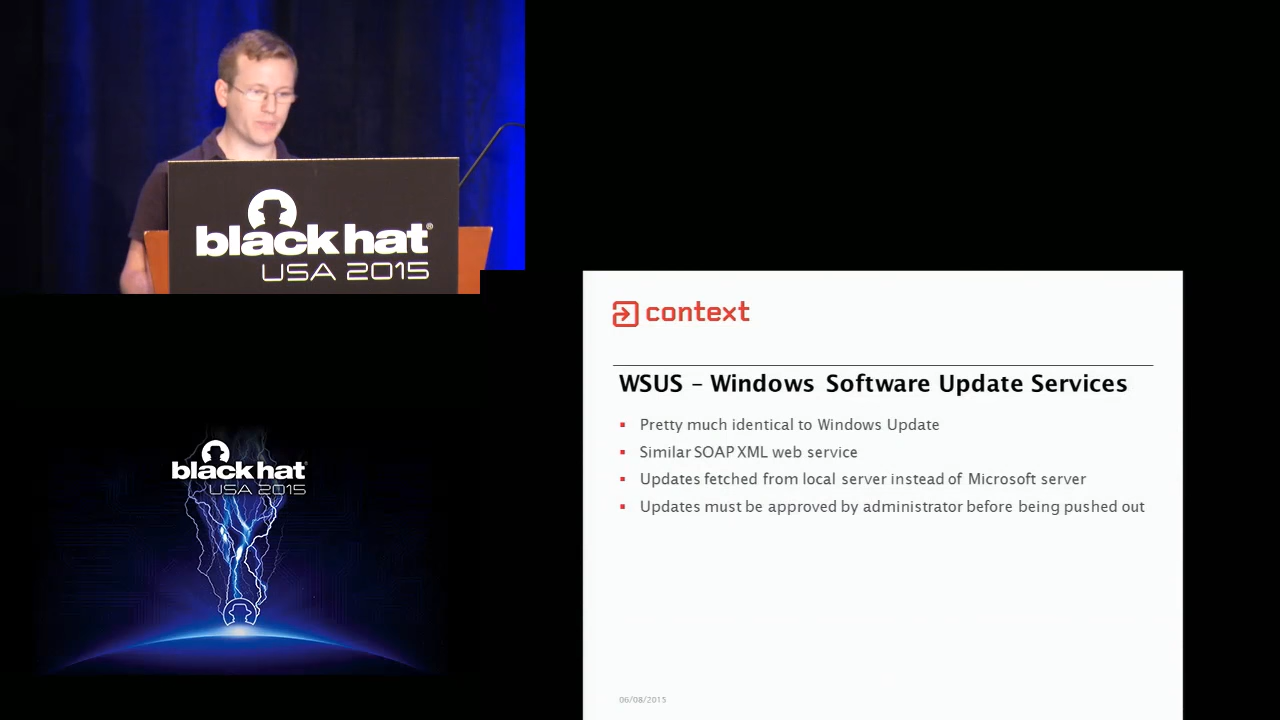 black hat®
USA 2015
context
WSUS – Windows Software Update Services
Pretty much identical to Windows Update
Similar SOAP XML web service
Updates fetched from local server instead of Microsoft server
Updates must be approved by administrator before being pushed out
06/08/2015
black hat
USA 2015